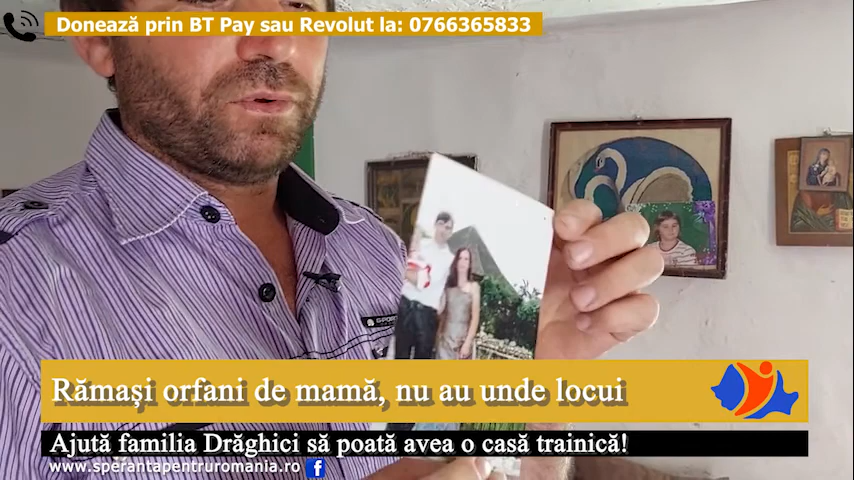 Donează prin BT Pay sau Revolut la: 0766365833
Rămași orfani de mamă, nu au unde locui
Ajută familia Drăghici să poată avea o casă trainică!
www.sperantapentruromania.ro